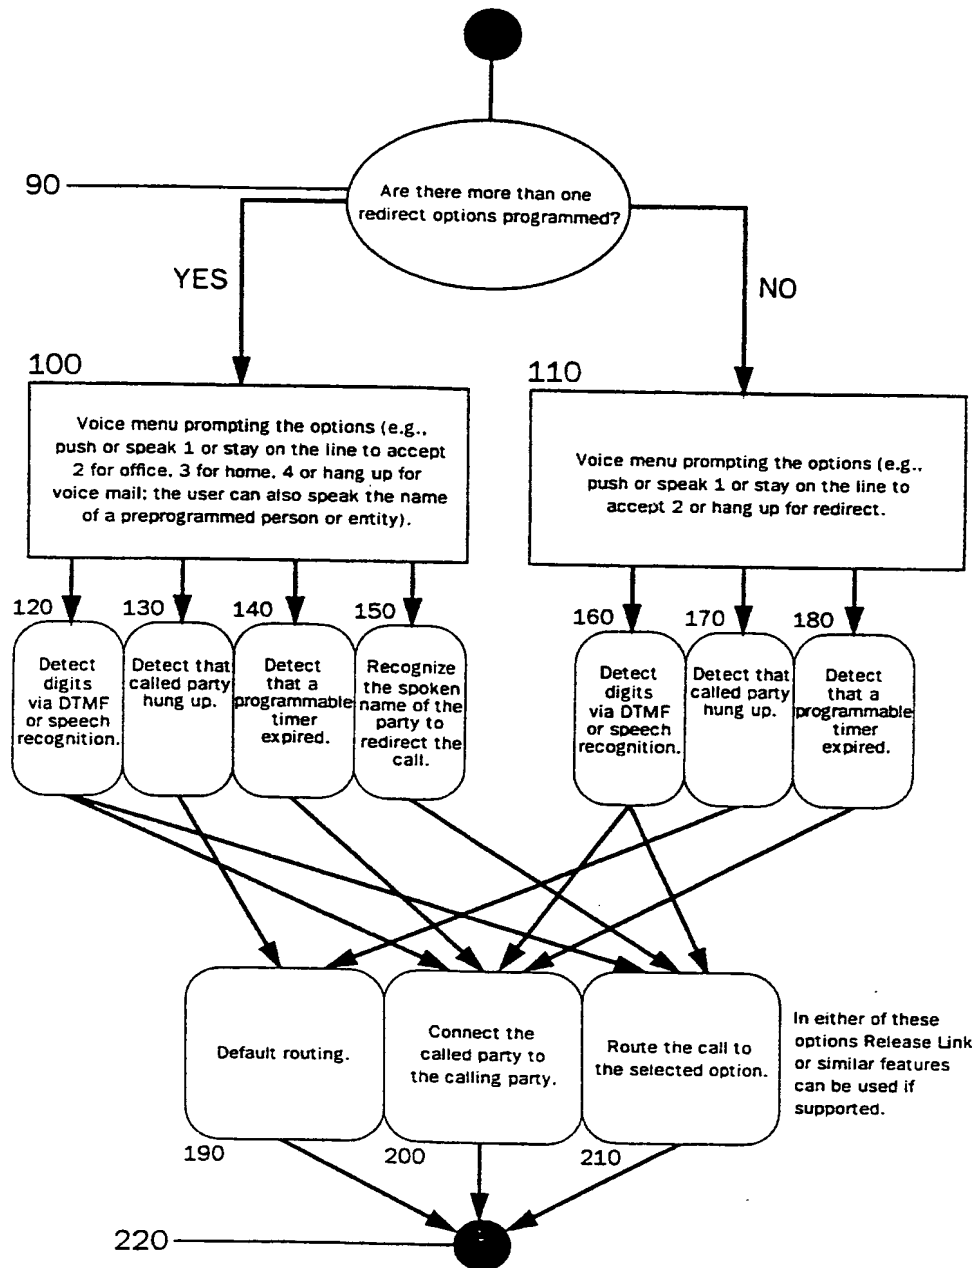 90
Are there more than one
redirect options programmed?
YES
NO
100
Voice menu prompting the options (e.g.,
push or speak 1 or stay on the line to accept
2 for office, 3 for home, 4 or hang up for
voice mail; the user can also speak the name
of a preprogrammed person or entity).
110
Voice menu prompting the options (e.g.,
push or speak 1 or stay on the line to
accept 2 or hang up for redirect.
120
Detect
digits
via DTMF
or speech
recognition.
130
Detect that
called party
hung up.
140
Detect
that a
programmable
timer
expired.
150
Recognize
the spoken
name of the
party to
redirect the
call.
160
Detect
digits
via DTMF
or speech
recognition.
170
Detect that
called party
hung up.
180
Detect
that a
programmable
timer
expired.
Default routing.
190
Connect the
called party to
the calling party.
200
Route the call to
the selected option.
210
In either of these
options Release Link
or similar features
can be used if
supported.
220